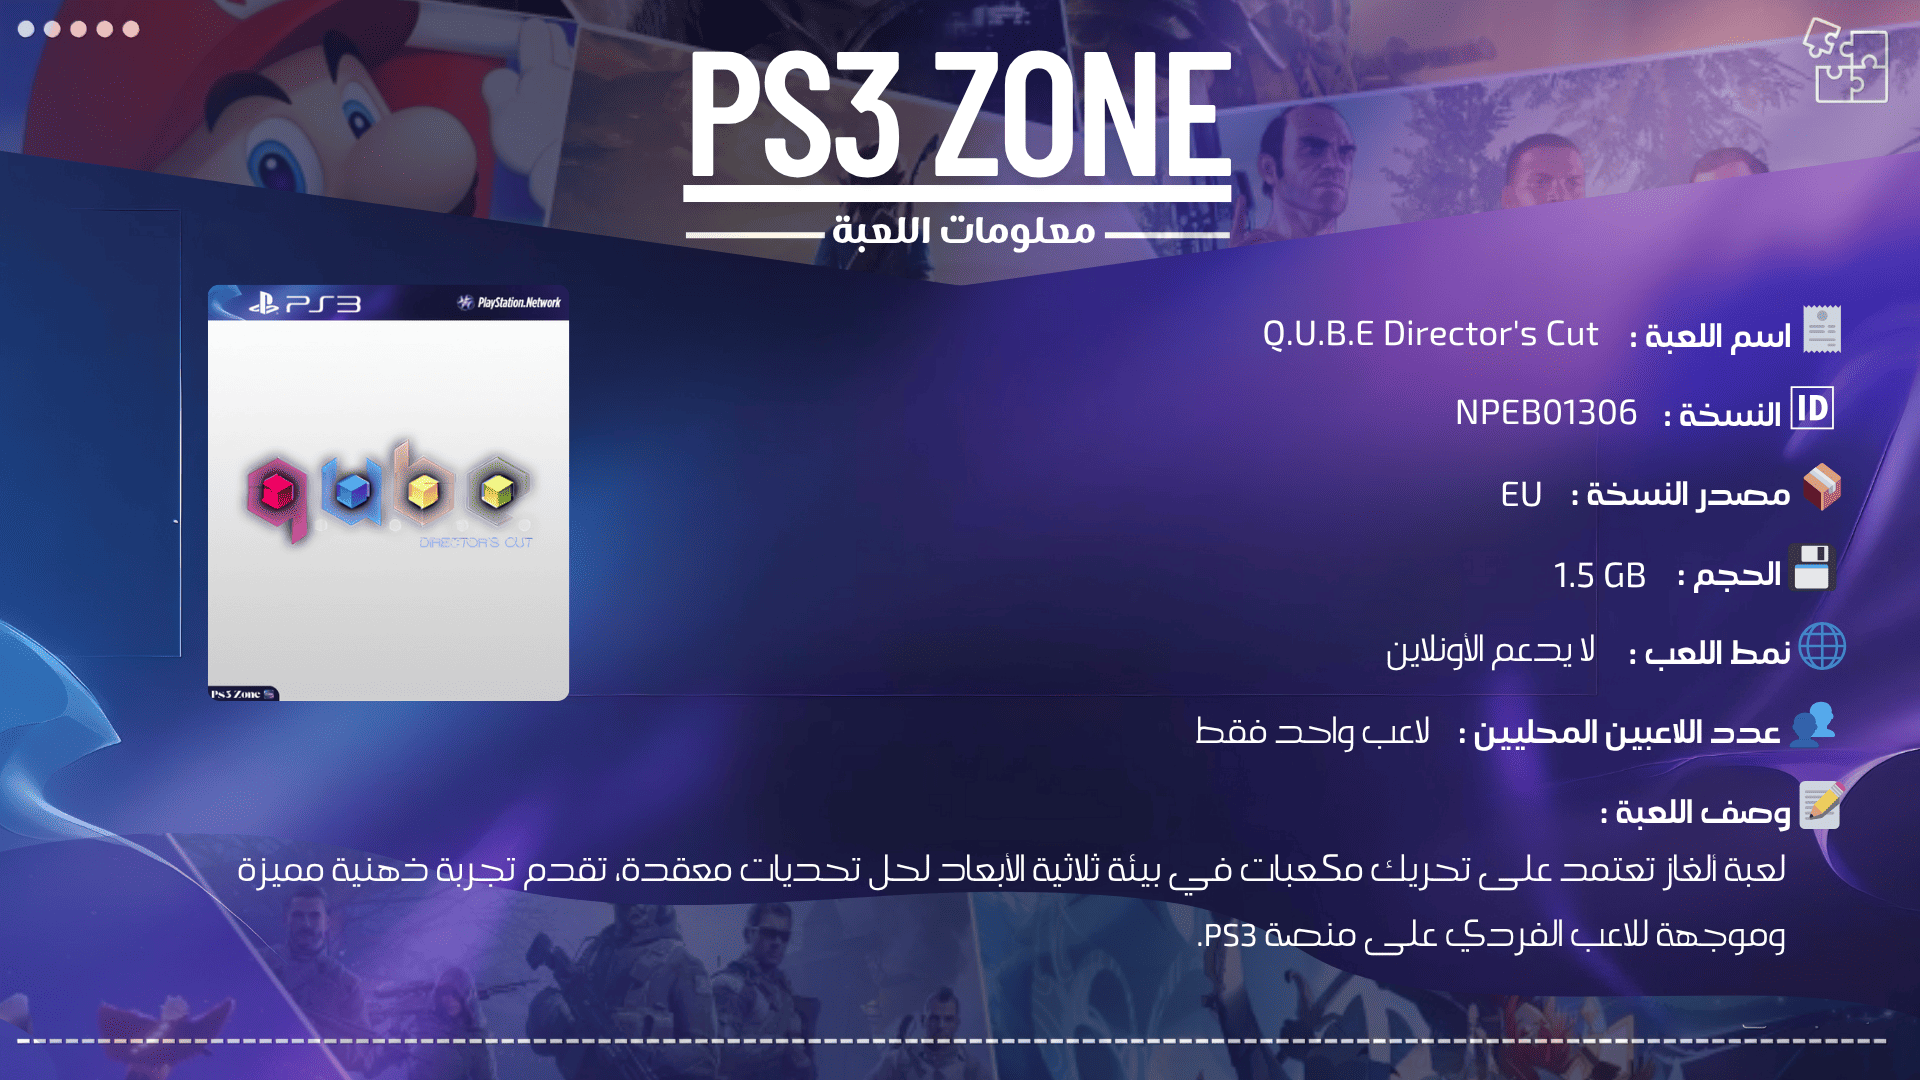 PS3 ZONE
معلومات اللعبة
PS3 PlayStation.Network
q.u.b.e
DIRECTOR'S CUT
Ps3 Zone
اسم اللعبة : Q.U.B.E Director's Cut
ID النسخة : NPEB01306
مصدر النسخة : EU
الحجم : 1.5 GB
نمط اللعب : لا يدعم الأونلاين
عدد اللاعبين المحليين : لاعب واحد فقط
وصف اللعبة :
لعبة ألغاز تعتمد على تحريك مكعبات في بيئة ثلاثية الأبعاد لحل تحديات معقدة، تقدم تجربة ذهنية مميزة
وموجهة للاعب الفردي على منصة PS3.